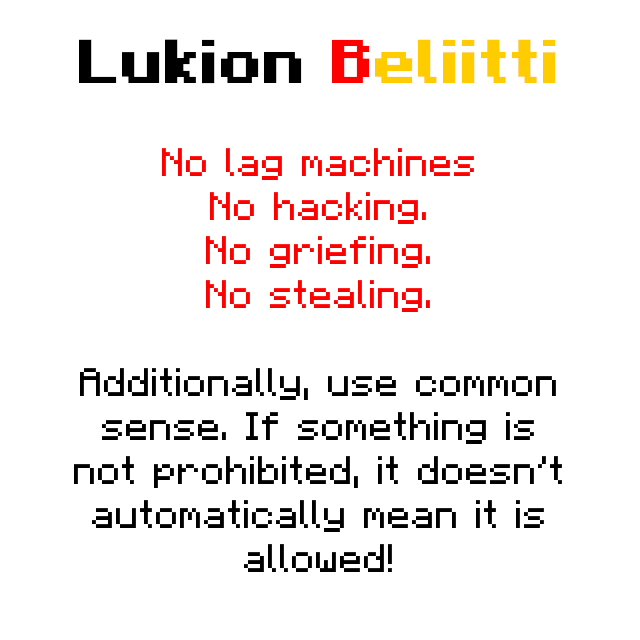 Lukion Beliitti
No lag machines
No hacking.
No griefing.
No stealing.
Additionally, use common
sense. If something is
not prohibited, it doesn't
automatically mean it is
allowed!